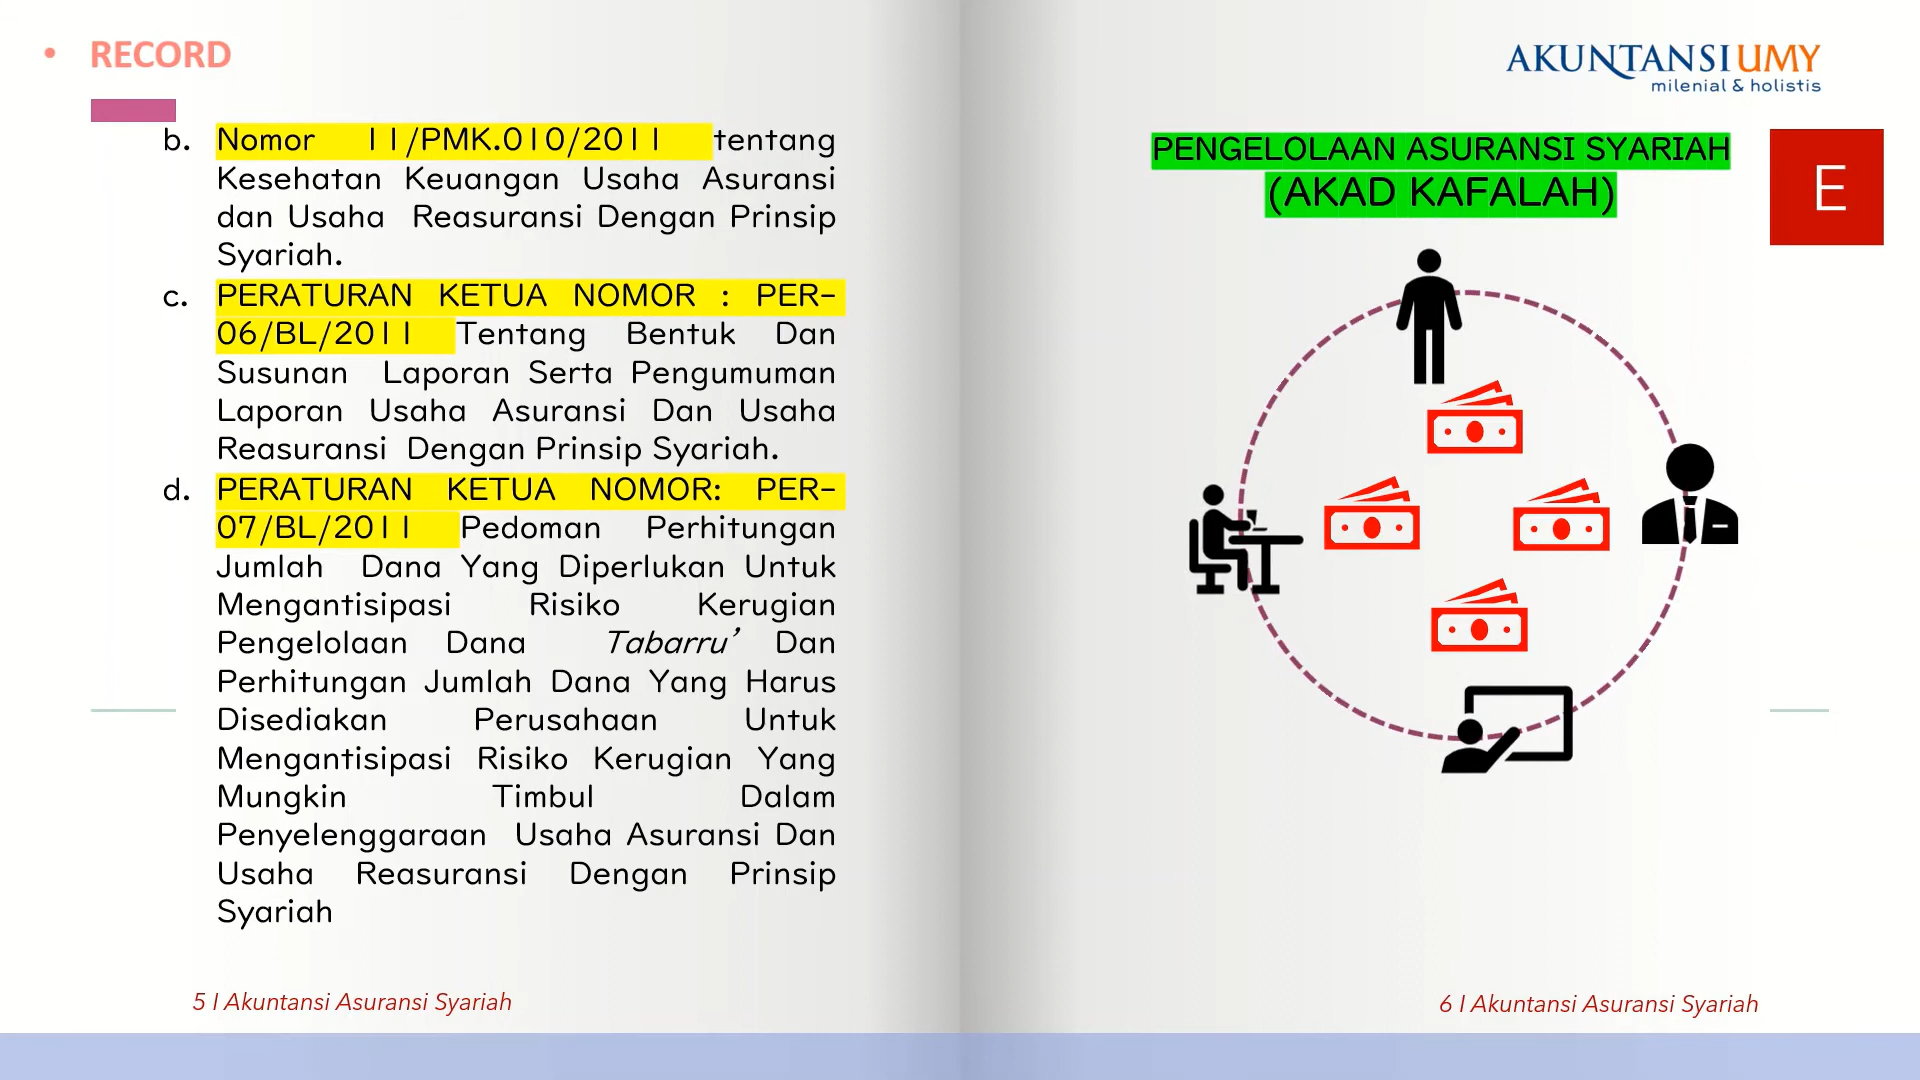 • RECORD
b. Nomor 11/PMK.010/2011 tentang
Kesehatan Keuangan Usaha Asuransi
dan Usaha Reasuransi Dengan Prinsip
Syariah.
c. PERATURAN KETUA NOMOR : PER-
06/BL/2011 Tentang Bentuk Dan
Susunan Laporan Serta Pengumuman
Laporan Usaha Asuransi Dan Usaha
Reasuransi Dengan Prinsip Syariah.
d. PERATURAN KETUA NOMOR: PER-
07/BL/2011 Pedoman Perhitungan
Jumlah Dana Yang Diperlukan Untuk
Mengantisipasi Risiko Kerugian
Pengelolaan Dana Tabarru’ Dan
Perhitungan Jumlah Dana Yang Harus
Disediakan Perusahaan Untuk
Mengantisipasi Risiko Kerugian Yang
Mungkin Timbul Dalam
Penyelenggaraan Usaha Asuransi Dan
Usaha Reasuransi Dengan Prinsip
Syariah
5 I Akuntansi Asuransi Syariah
AKUNTANSI UMY
milenial & holistis
PENGELOLAAN ASURANSI SYARIAH
(AKAD KAFALAH)
E
6 I Akuntansi Asuransi Syariah